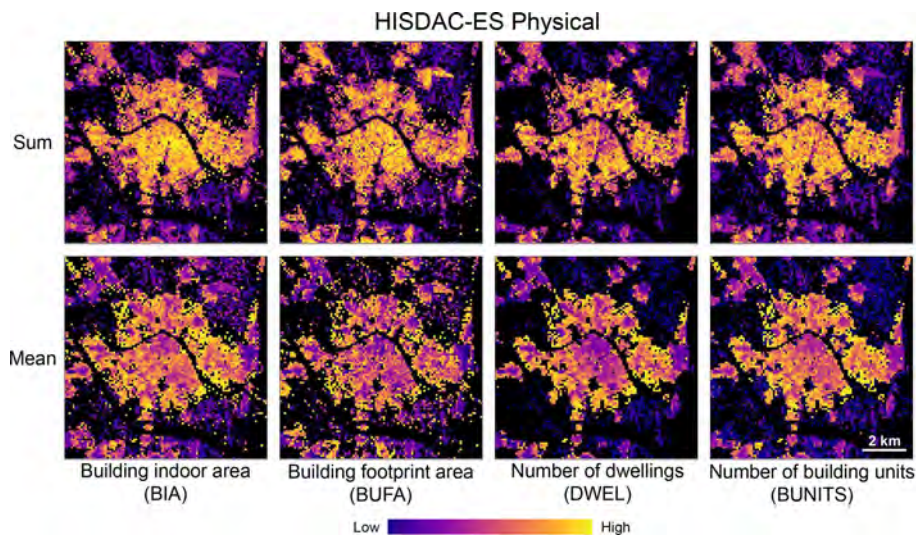 HISDAC-ES Physical
Sum
Mean
2 km
Building indoor area
(BIA)
Building footprint area
(BUFA)
Number of dwellings
(DWEL)
Number of building units
(BUNITS)
Low
High